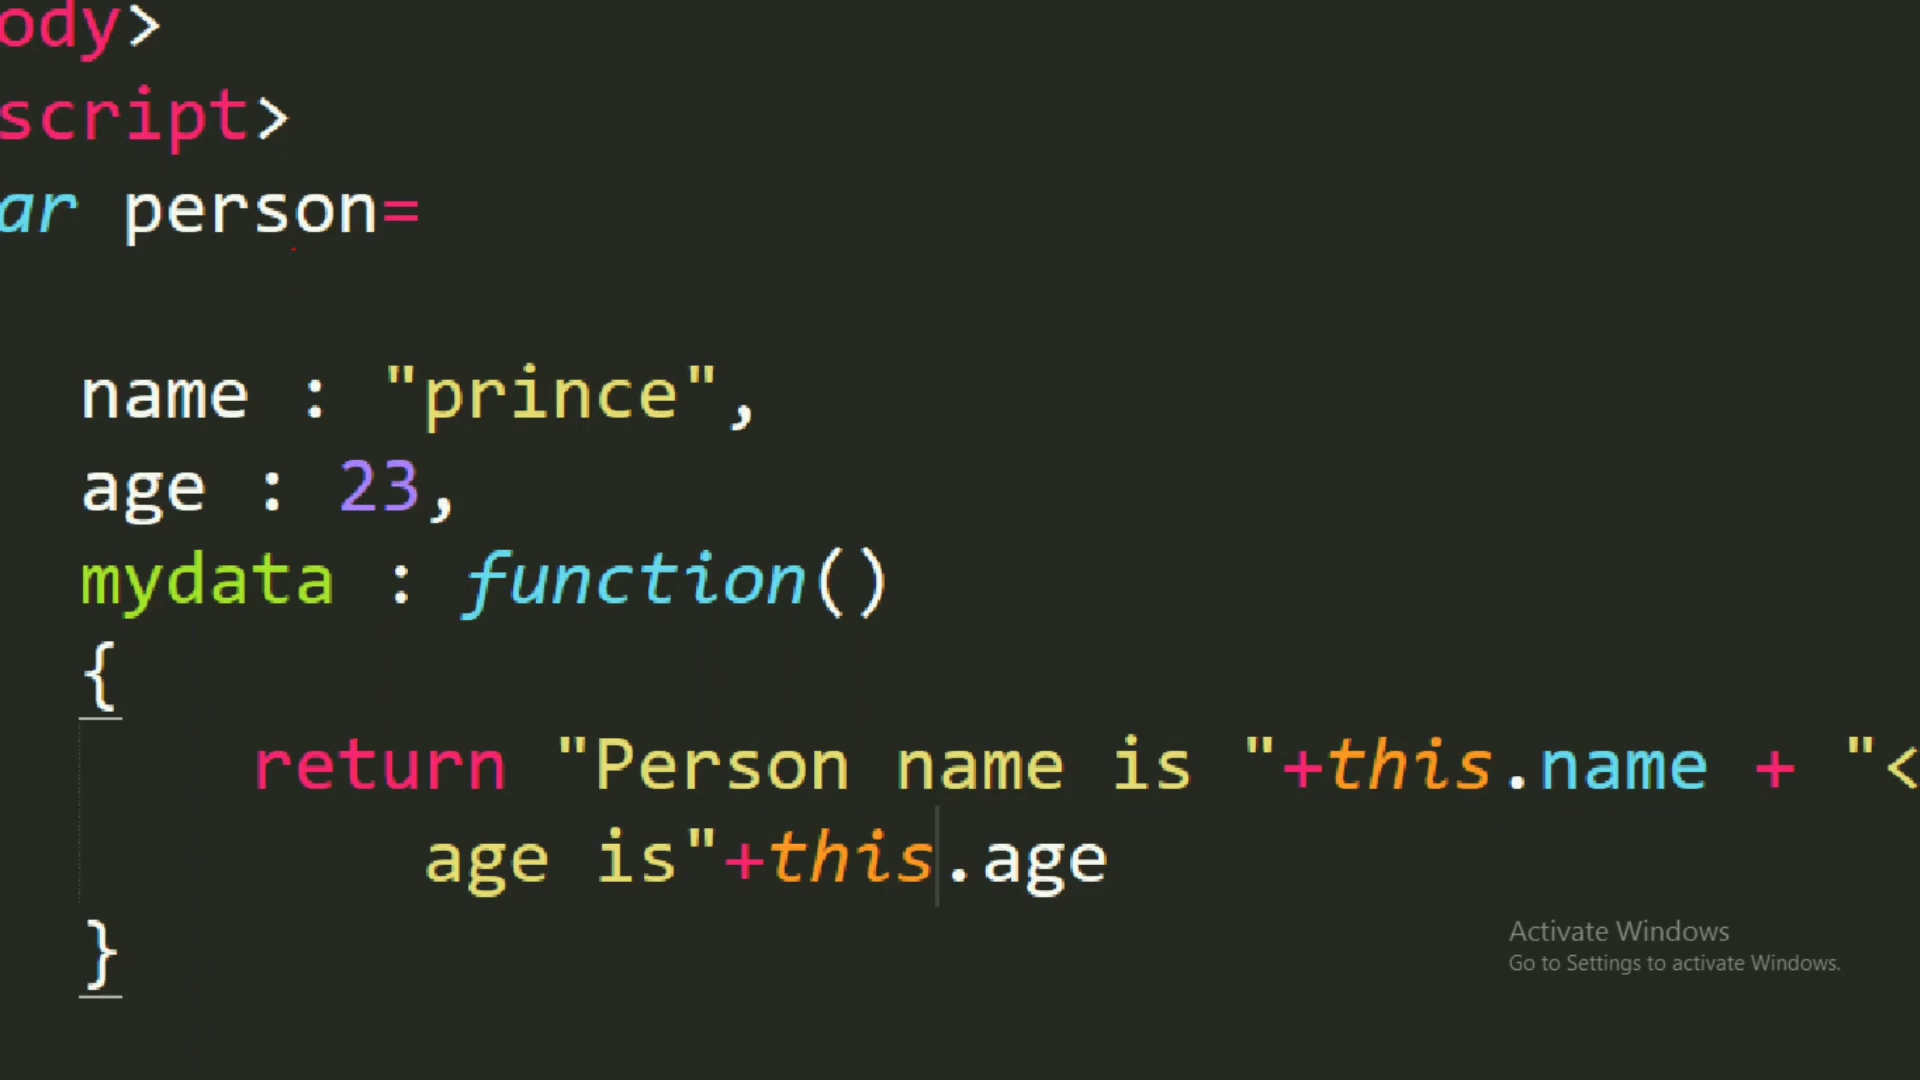 ody>
script>
ar person=
name : "prince",
age : 23,
mydata : function()
{
return "Person name is "+this.name + "<
age is"+this.age
}
Activate Windows
Go to Settings to activate Windows.